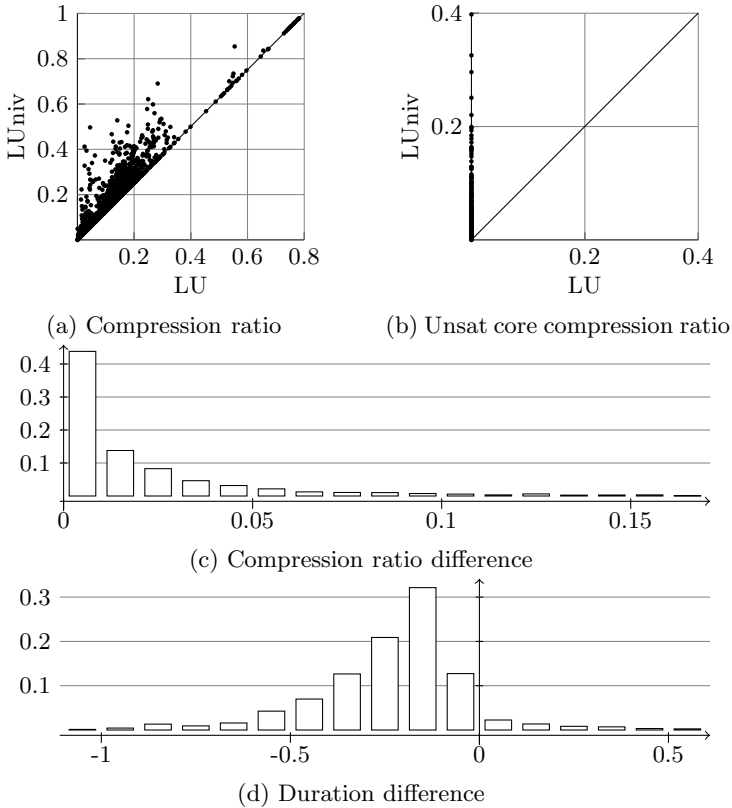 1
0.8
0.6
0.4
0.2
LUniv
0.2 0.4 0.6 0.8
LU
(a) Compression ratio
0.4
0.2
LUniv
0.2 0.4
LU
(b) Unsat core compression ratio
0.4
0.3
0.2
0.1
0 0.05 0.1 0.15
(c) Compression ratio difference
0.3
0.2
0.1
-1 -0.5 0 0.5
(d) Duration difference